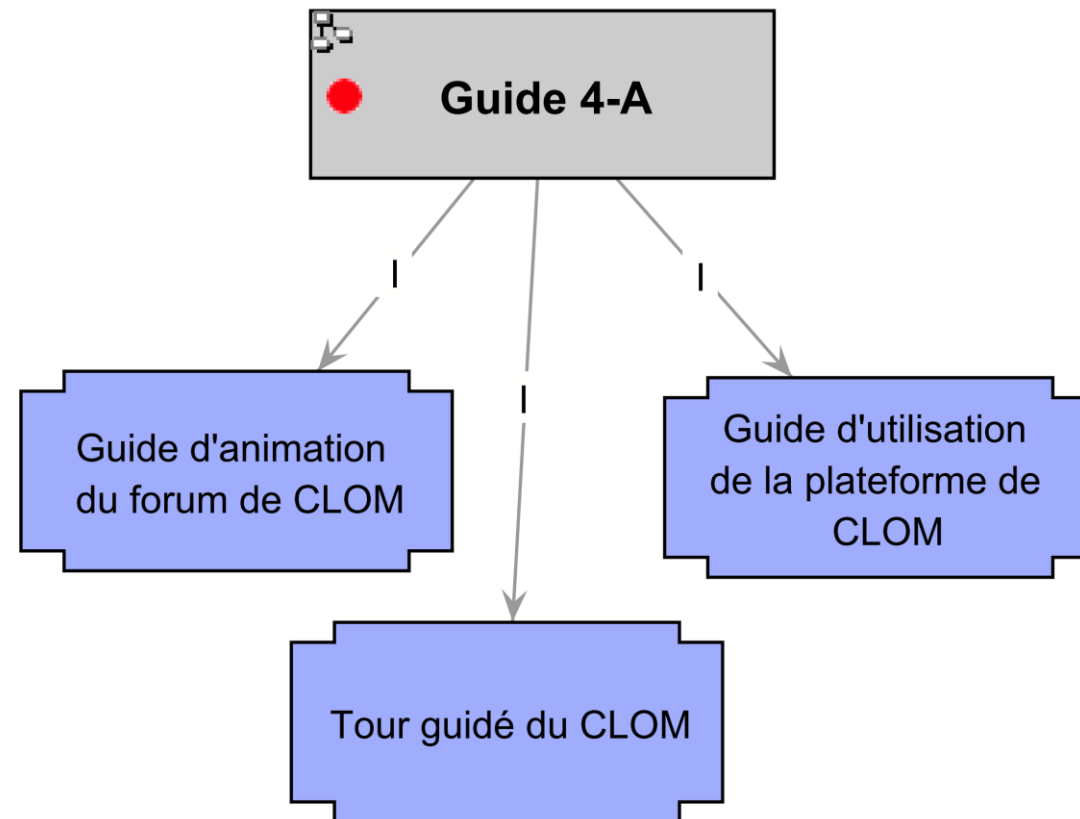 Guide 4-A
I
I
I
Guide d'animation
du forum de CLOM
Guide d'utilisation
de la plateforme de
CLOM
Tour guidé du CLOM